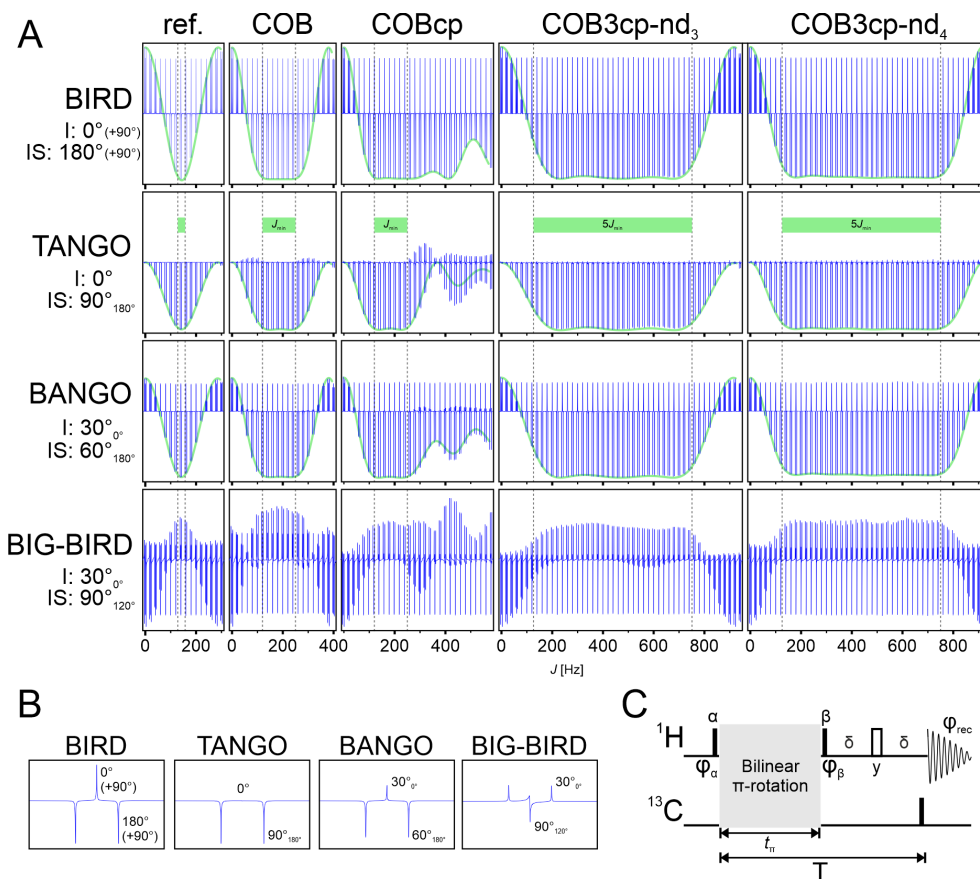 A
ref. COB COBcp COB3cp-nd₃ COB3cp-nd₄
BIRD
I: 0° (+90°)
IS: 180° (+90°)
TANGO
I: 0°
IS: 90°₁₈₀°
Jmin Jmin 5Jmin 5Jmin
BANGO
I: 30°₀°
IS: 60°₁₈₀°
BIG-BIRD
I: 30°₀°
IS: 90°₁₂₀°
0 200 0 200 400 0 200 400 0 200 400 600 800 0 200 400 600 800
J [Hz]
B
BIRD TANGO BANGO BIG-BIRD
0°
(+90°)
180°
(+90°)
0°
90°₁₈₀°
30°₀°
60°₁₈₀°
30°₀°
90°₁₂₀°
C
α β φrec
¹H δ δ
φα Bilinear φβ y
π-rotation
¹³C
tπ
T